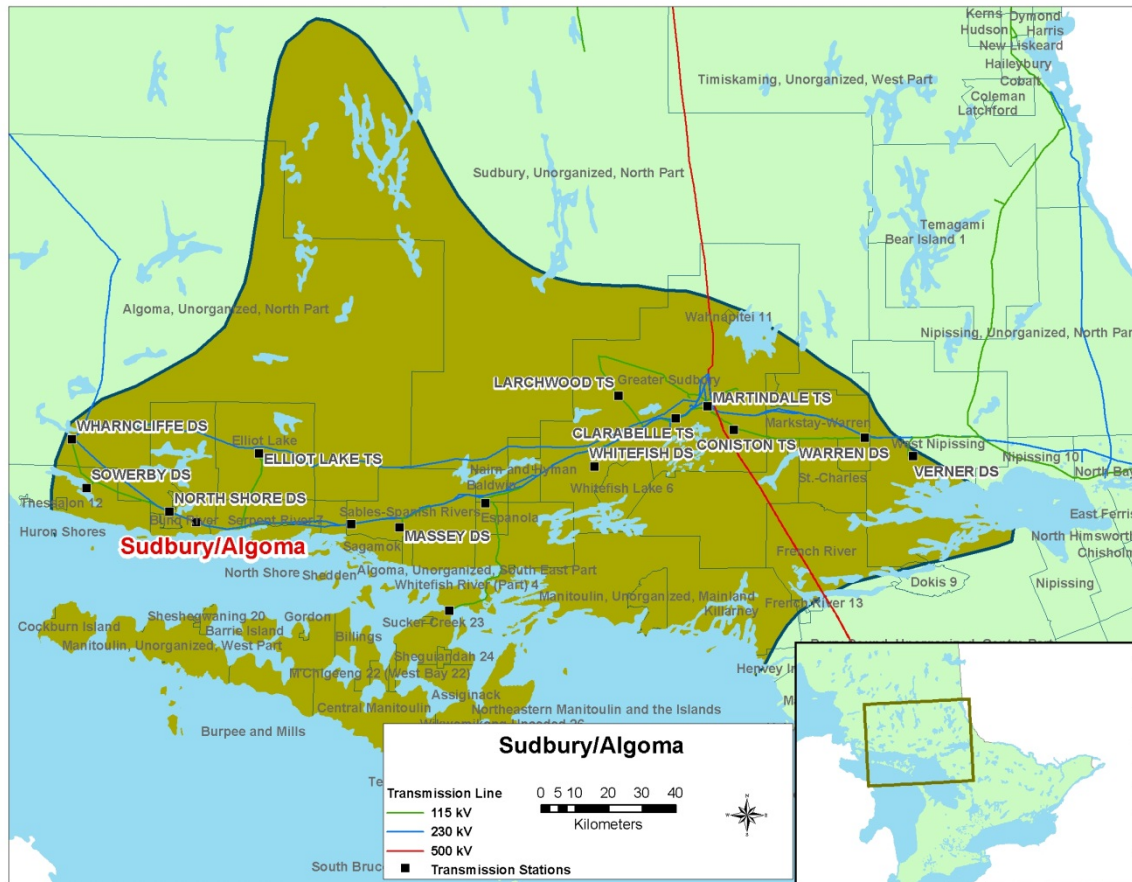 Kerns
Dymond
Hudson
Harris
New Liskeard
Haileybury
Cobalt
Coleman
Latchford
Timiskaming, Unorganized, West Part
Sudbury, Unorganized, North Part
Temagami
Bear Island 1
Algoma, Unorganized, North Part
Wahnapitei 11
Nipissing, Unorganized, North Part
LARCHWOOD TS
Greater Sudbury
MARTINDALE TS
WHARNCLIFFE DS
Elliot Lake
ELLIOT LAKE TS
CLARABELLE TS
CONISTON TS
Markstay-Warren
WARREN DS
West Nipissing
VERNER DS
Nipissing 10
North Bay
SOWERBY DS
Nairn and Hyman
Baldwin
WHITEFISH DS
Whitefish Lake 6
St.-Charles
Thessalon 12
NORTH SHORE DS
Blind River
Serpent River 7
Sables-Spanish Rivers
Espanola
East Ferris
Huron Shores
Sudbury/Algoma
MASSEY DS
Sagamok
French River
North Himsworth
Chisholm
North Shore
Shedden
Algoma, Unorganized, South East Part
Whitefish River (Part) 4
Dokis 9
Nipissing
Manitoulin, Unorganized, Mainland
Killarney
French River 13
Sheshegwaning 20
Gordon
Sucker Creek 23
Cockburn Island
Barrie Island
Manitoulin, Unorganized, West Part
Billings
Sheguiandah 24
M'Chigeeng 22 (West Bay 22)
Assiginack
Central Manitoulin
Northeastern Manitoulin and the Islands
Burpee and Mills
South Bruc
Sudbury/Algoma
Transmission Line
115 kV
230 kV
500 kV
Transmission Stations
0 5 10 20 30 40
Kilometers